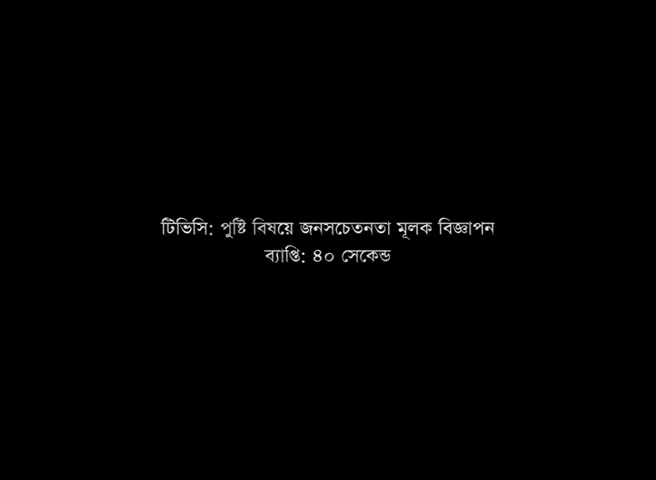 টিভিসি: পুষ্টি বিষয়ে জনসচেতনতা মূলক বিজ্ঞাপন
ব্যাপ্তি: ৪০ সেকেন্ড